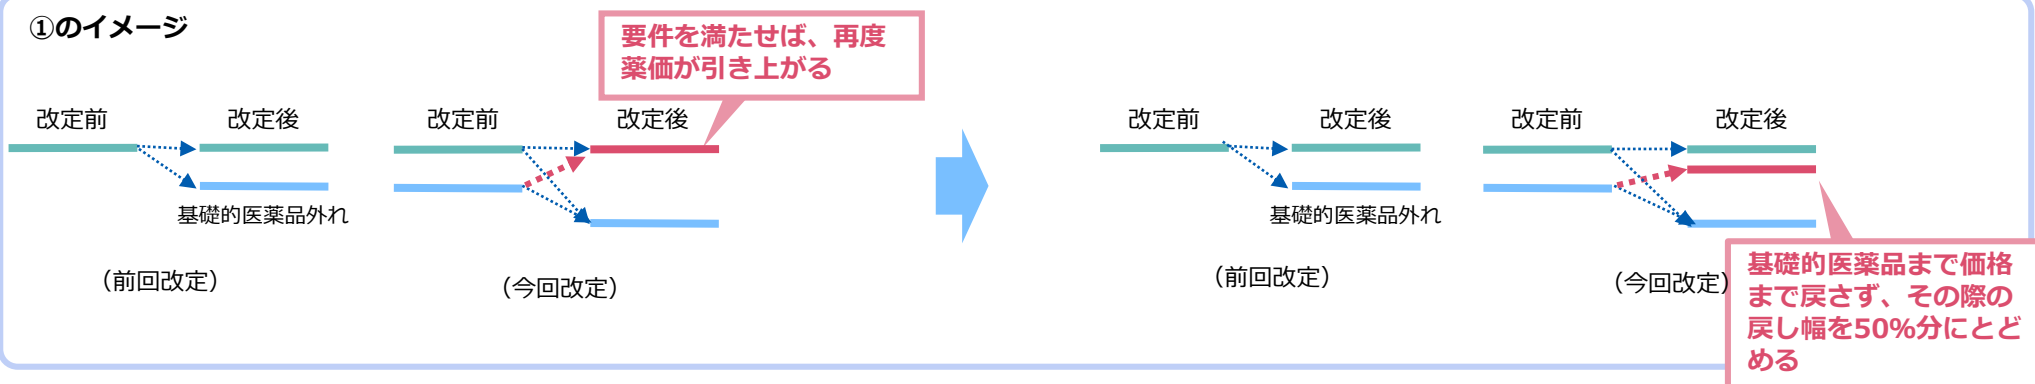 ①のイメージ
要件を満たせば、再度
薬価が引き上がる
改定前
改定後
改定前
改定後
基礎的医薬品外れ
（前回改定）
（今回改定）
改定前
改定後
改定前
改定後
基礎的医薬品外れ
（前回改定）
（今回改定）
基礎的医薬品まで価格
まで戻さず、その際の
戻し幅を50%分にとど
める